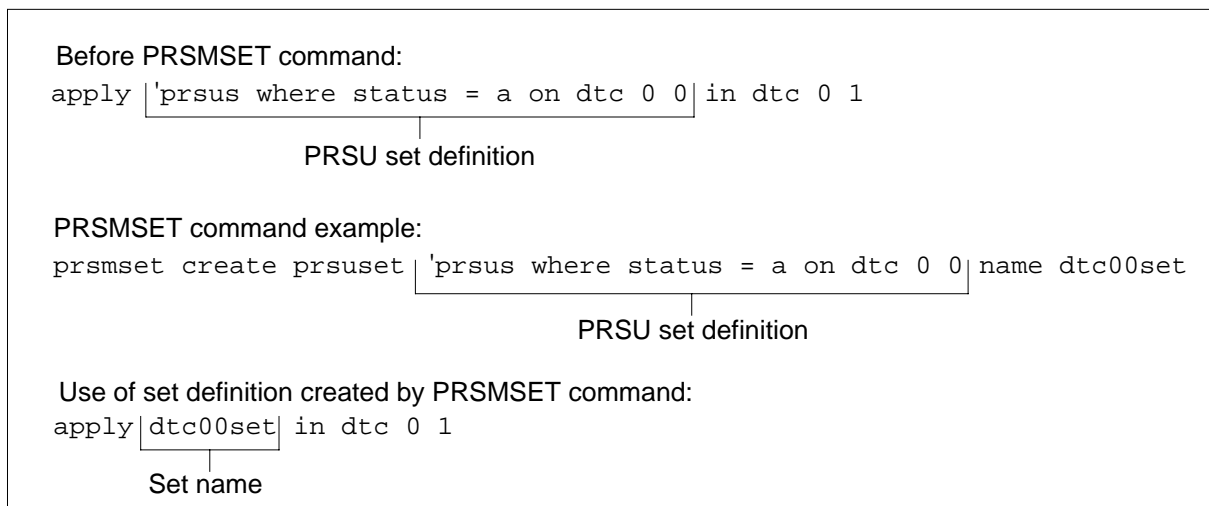 Before PRSMSET command:
apply 'prsus where status = a on dtc 0 0 in dtc 0 1
PRSU set definition
PRSMSET command example:
prsmset create prsuset 'prsus where status = a on dtc 0 0 name dtc00set
PRSU set definition
Use of set definition created by PRSMSET command:
apply dtc00set in dtc 0 1
Set name